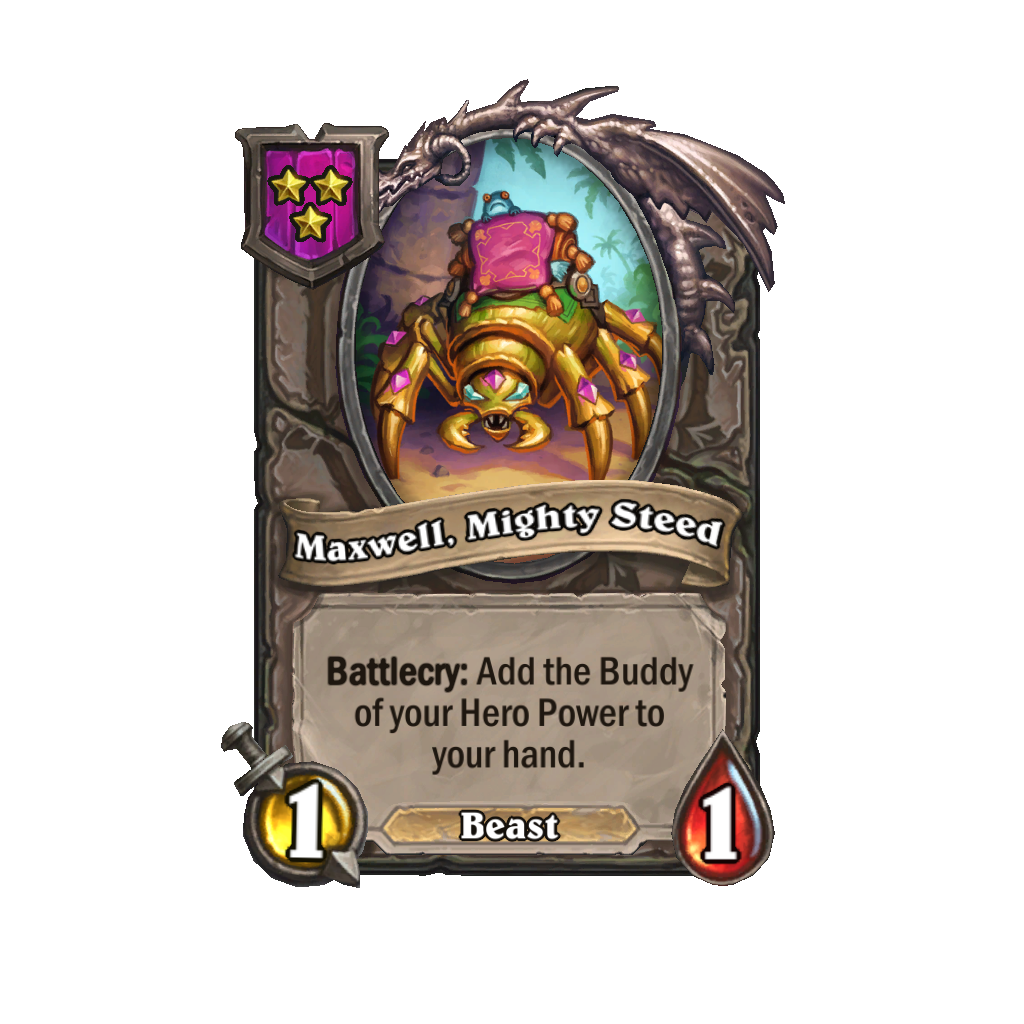 Maxwell, Mighty Steed
Battlecry: Add the Buddy
of your Hero Power to
your hand.
1
Beast
1